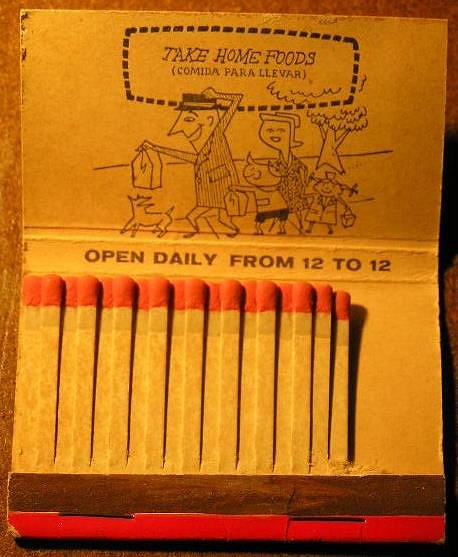 TAKE HOME FOODS
(COMIDA PARA LLEVAR)
OPEN DAILY FROM 12 TO 12